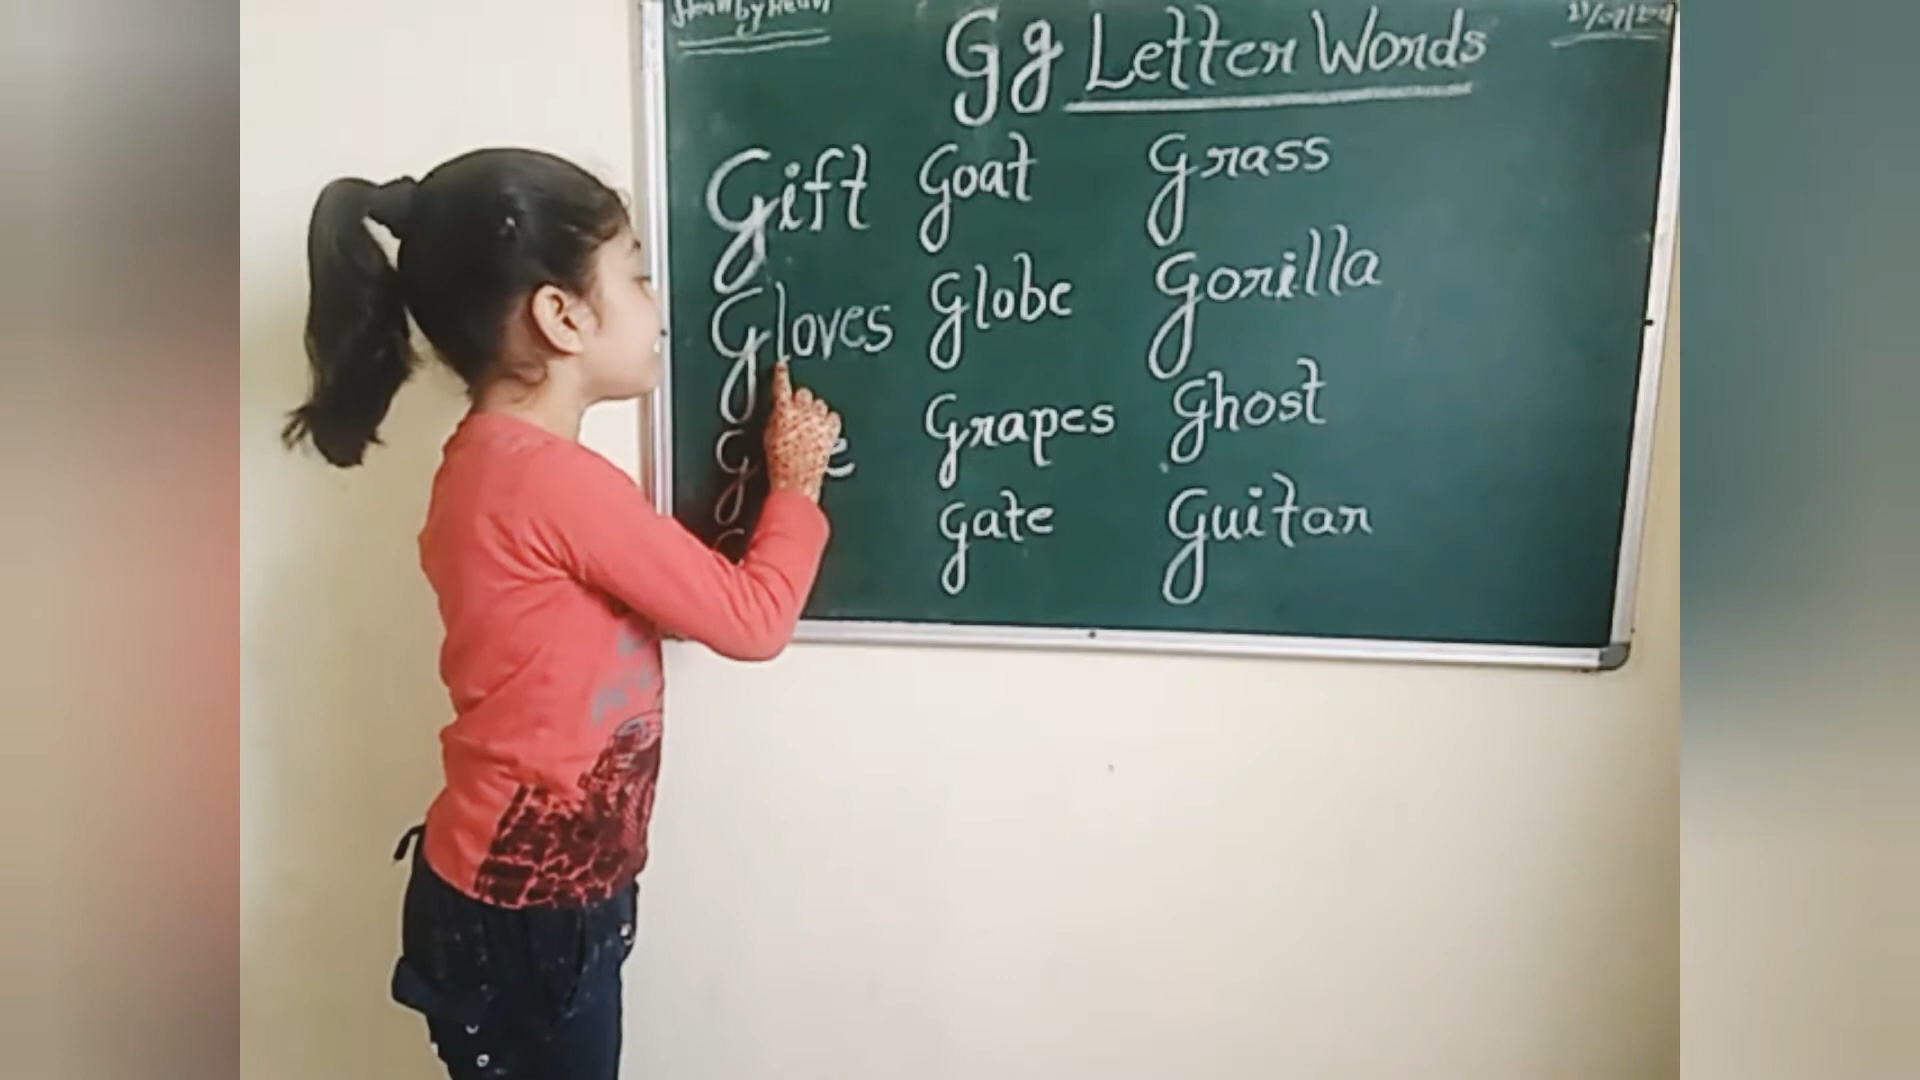 Gg Letter Words
Gift Goat Grass
Gloves Globe Gorilla
Grapes Ghost
Gate Guitar